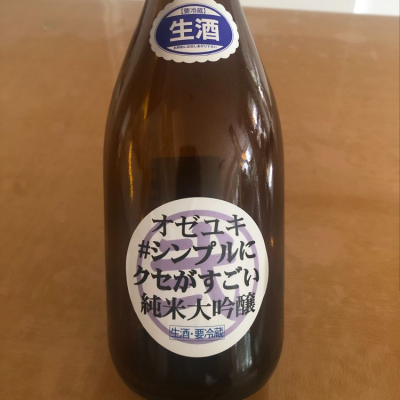 【要冷蔵】
生酒
オゼユキ
#シンプルに
クセがすごい
純米大吟醸
生酒・要冷蔵